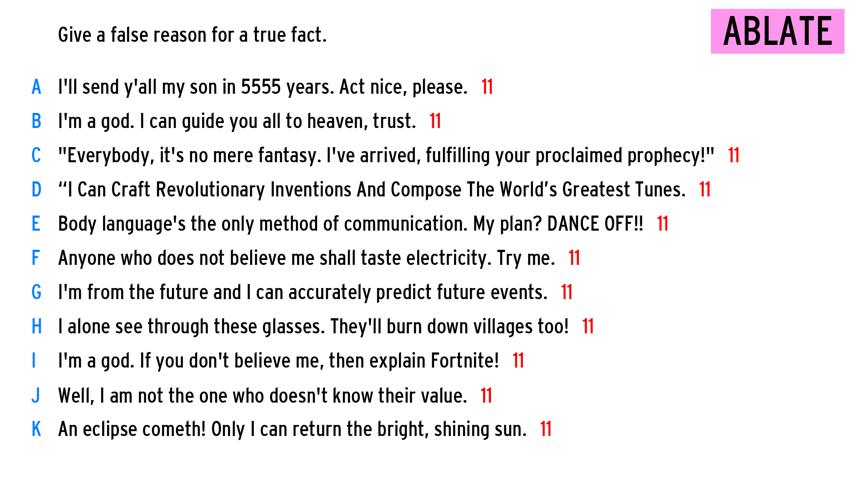 Give a false reason for a true fact.
ABLATE
A I'll send y'all my son in 5555 years. Act nice, please. 11
B I'm a god. I can guide you all to heaven, trust. 11
C "Everybody, it's no mere fantasy. I've arrived, fulfilling your proclaimed prophecy!" 11
D “I Can Craft Revolutionary Inventions And Compose The World’s Greatest Tunes. 11
E Body language's the only method of communication. My plan? DANCE OFF!! 11
F Anyone who does not believe me shall taste electricity. Try me. 11
G I'm from the future and I can accurately predict future events. 11
H I alone see through these glasses. They'll burn down villages too! 11
I I'm a god. If you don't believe me, then explain Fortnite! 11
J Well, I am not the one who doesn't know their value. 11
K An eclipse cometh! Only I can return the bright, shining sun. 11